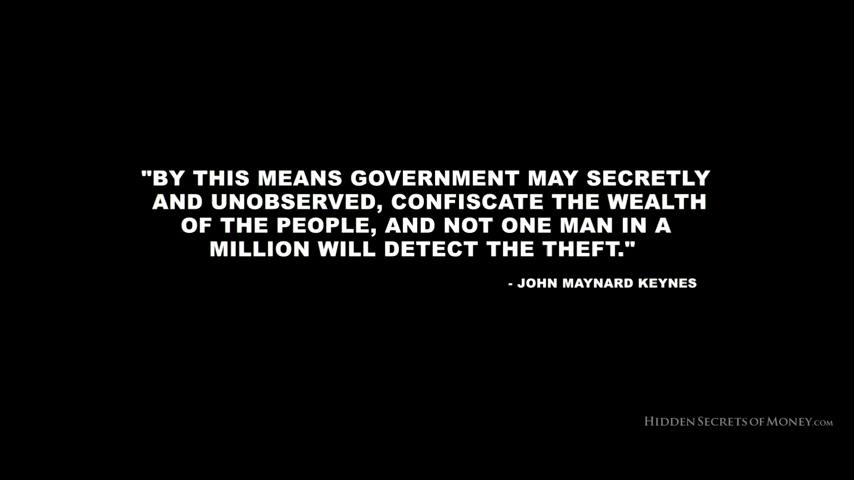 "BY THIS MEANS GOVERNMENT MAY SECRETLY
AND UNOBSERVED, CONFISCATE THE WEALTH
OF THE PEOPLE, AND NOT ONE MAN IN A
MILLION WILL DETECT THE THEFT."
- JOHN MAYNARD KEYNES
HIDDEN SECRETS OF MONEY.COM